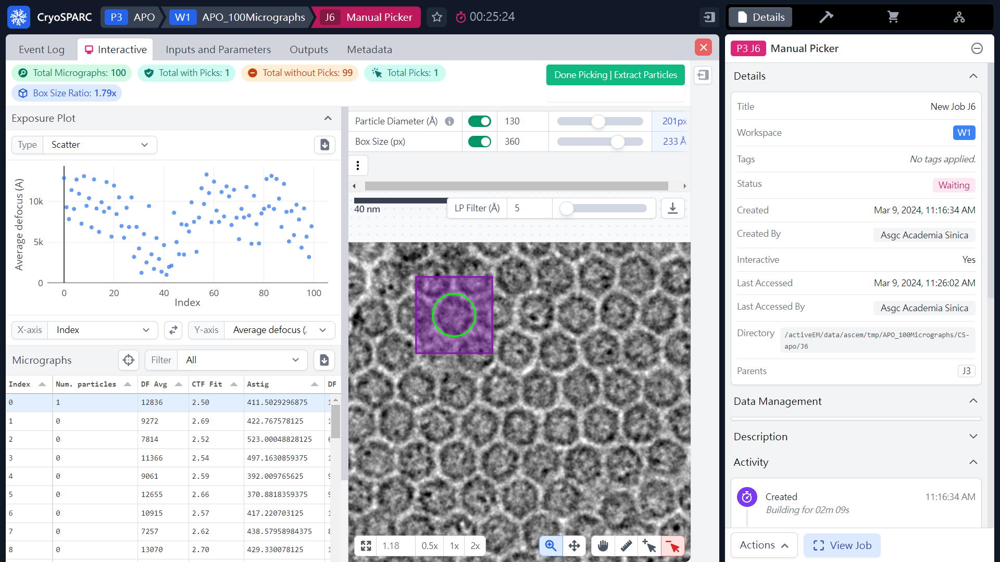 CryoSPARC P3 APO W1 APO_100Micrographs J6 Manual Picker 00:25:24 Details
Event Log Interactive Inputs and Parameters Outputs Metadata
Total Micrographs: 100 Total with Picks: 1 Total without Picks: 99 Total Picks: 1
Box Size Ratio: 1.79x
Done Picking | Extract Particles
Exposure Plot
Type Scatter
Average defocus (A)
10k
5k
0
0 20 40 60 80 100
Index
X-axis Index Y-axis Average defocus (.
Micrographs Filter All
Index Num. particles DF Avg CTF Fit Astig DF
0 1 12836 2.50 411.5029296875
1 0 9272 2.69 422.767578125
2 0 7814 2.52 523.00048828125
3 0 11366 2.54 497.1630859375
4 0 9061 2.59 392.009765625
5 0 12655 2.66 370.8818359375
6 0 10915 2.57 417.220703125
7 0 7257 2.62 438.57958984375
8 0 13070 2.70 429.330078125
Particle Diameter (Å) 130 201px
Box Size (px) 360 233 Å
40 nm
LP Filter (Å) 5
1.18 0.5x 1x 2x
P3 J6 Manual Picker
Details
Title New Job J6
Workspace W1
Tags No tags applied.
Status Waiting
Created Mar 9, 2024, 11:16:34 AM
Created By Asgc Academia Sinica
Interactive Yes
Last Accessed Mar 9, 2024, 11:26:02 AM
Last Accessed By Asgc Academia Sinica
Directory /activeEM/data/ascem/tmp/APO_100Micrographs/CS-
apo/J6
Parents J3
Data Management
Description
Activity
Created 11:16:34 AM
Building for 02m 09s
Actions View Job